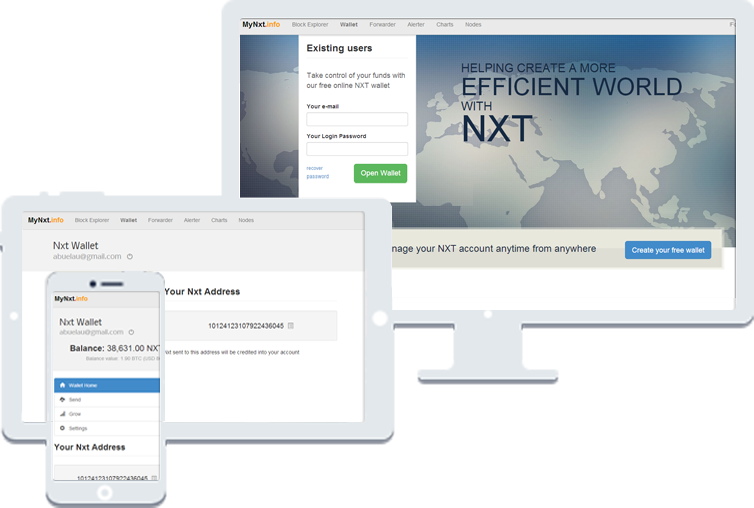 MyNxt.info Block Explorer Wallet Forwarder Alerter Charts Nodes
Existing users
Take control of your funds with
our free online NXT wallet
Your e-mail
Your Login Password
recover
password
Open Wallet
HELPING CREATE A MORE
EFFICIENT WORLD
WITH
NXT
nage your NXT account anytime from anywhere
Create your free wallet
MyNxt.info Block Explorer Wallet Forwarder Alerter Charts Nodes
Nxt Wallet
abuelau@gmail.com
Your Nxt Address
10124123107922436045
sent to this address will be credited into your account
MyNxt.info
Nxt Wallet
abuelau@gmail.com
Balance: 38,631.00 NXT
Balance value: 1.90 BTC (USD
Wallet Home
Send
Grow
Settings
Your Nxt Address
10124123107922436045